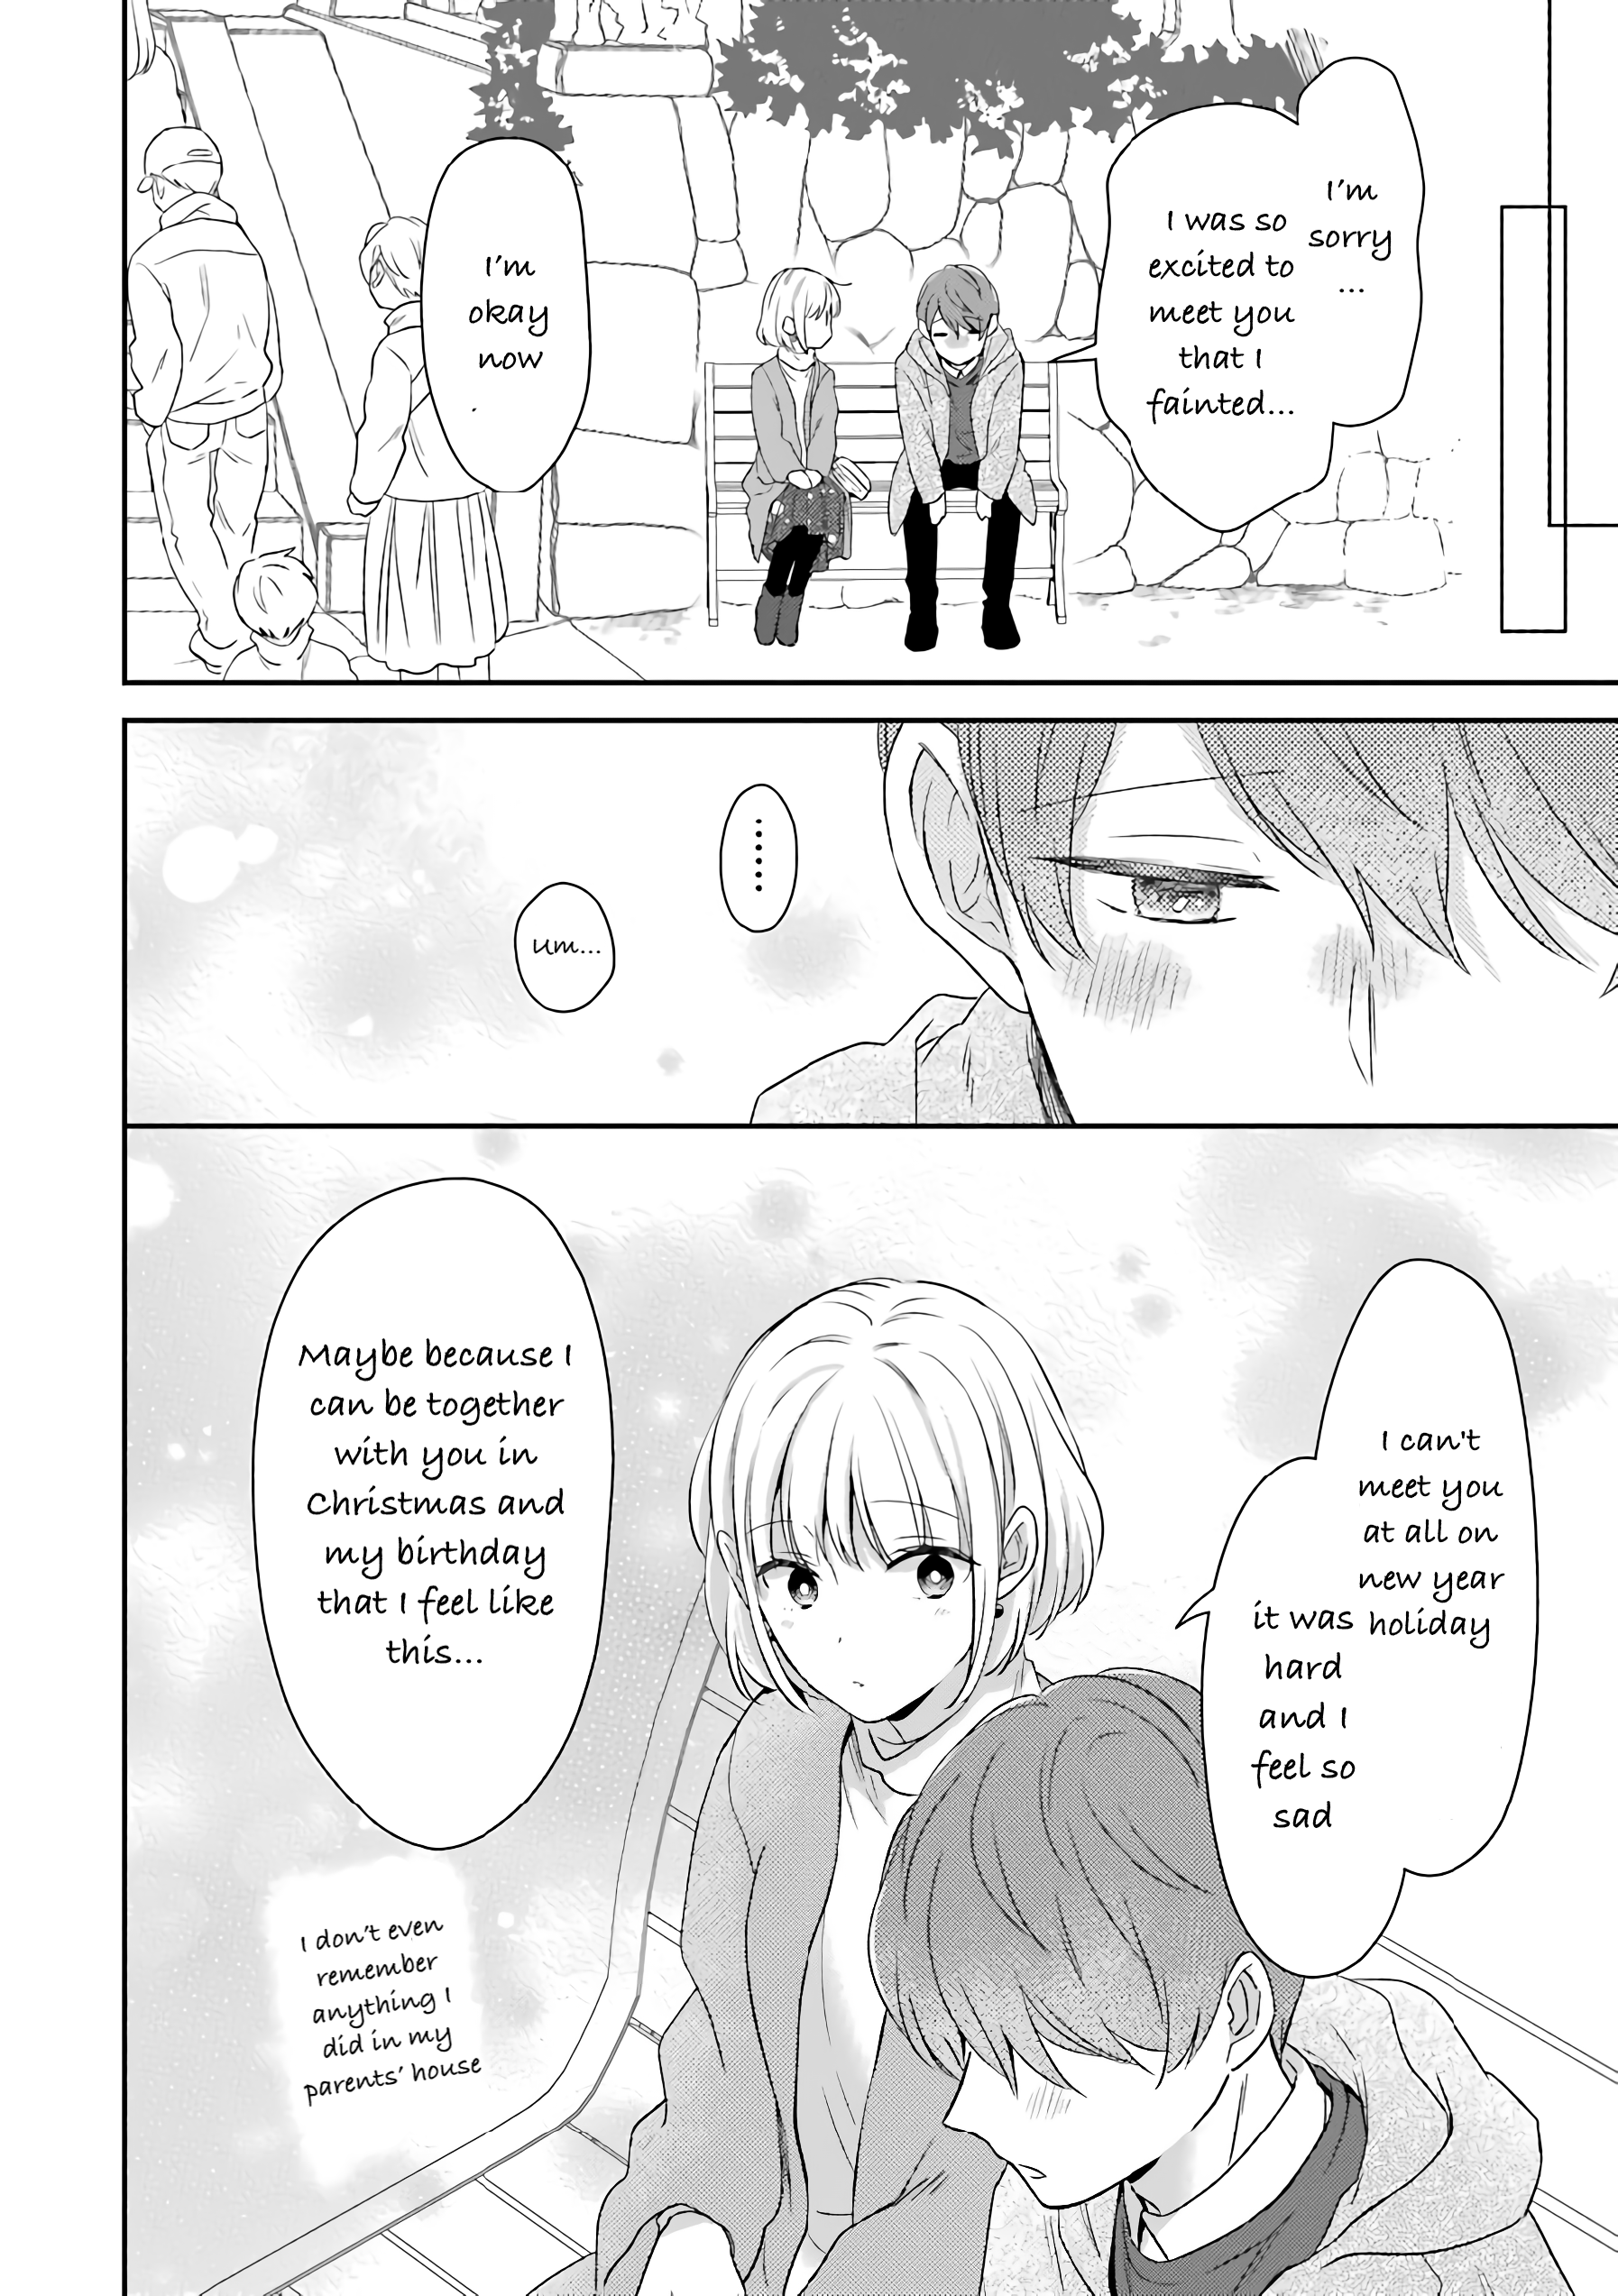 I'm
sorry
...
I was so
excited to
meet you
that I
fainted...
I'm
okay
now
......
um...
I can't
meet you
at all on
new year
holiday
it was
hard
and I
feel so
sad
Maybe because I
can be together
with you in
Christmas and
my birthday
that I feel like
this...
I don't even
remember
anything I
did in my
parents' house